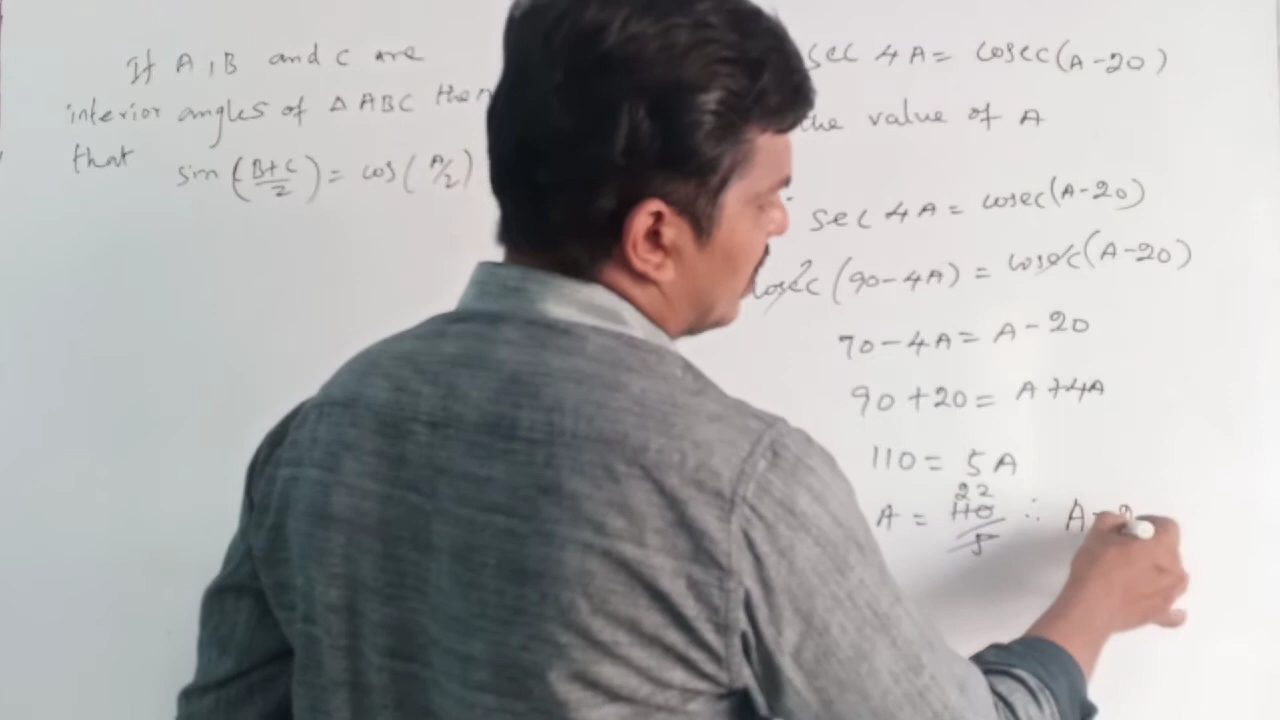 If A, B and C are
interior angles of △ ABC then
that sin (B+C/2) = cos (A/2)
sec 4A = cosec (A-20)
the value of A
sec 4A = cosec (A-20)
cosec (90-4A) = cosec (A-20)
70-4A = A-20
90+20 = A+4A
110 = 5A
A = 110/5 22 ∴ A = 2